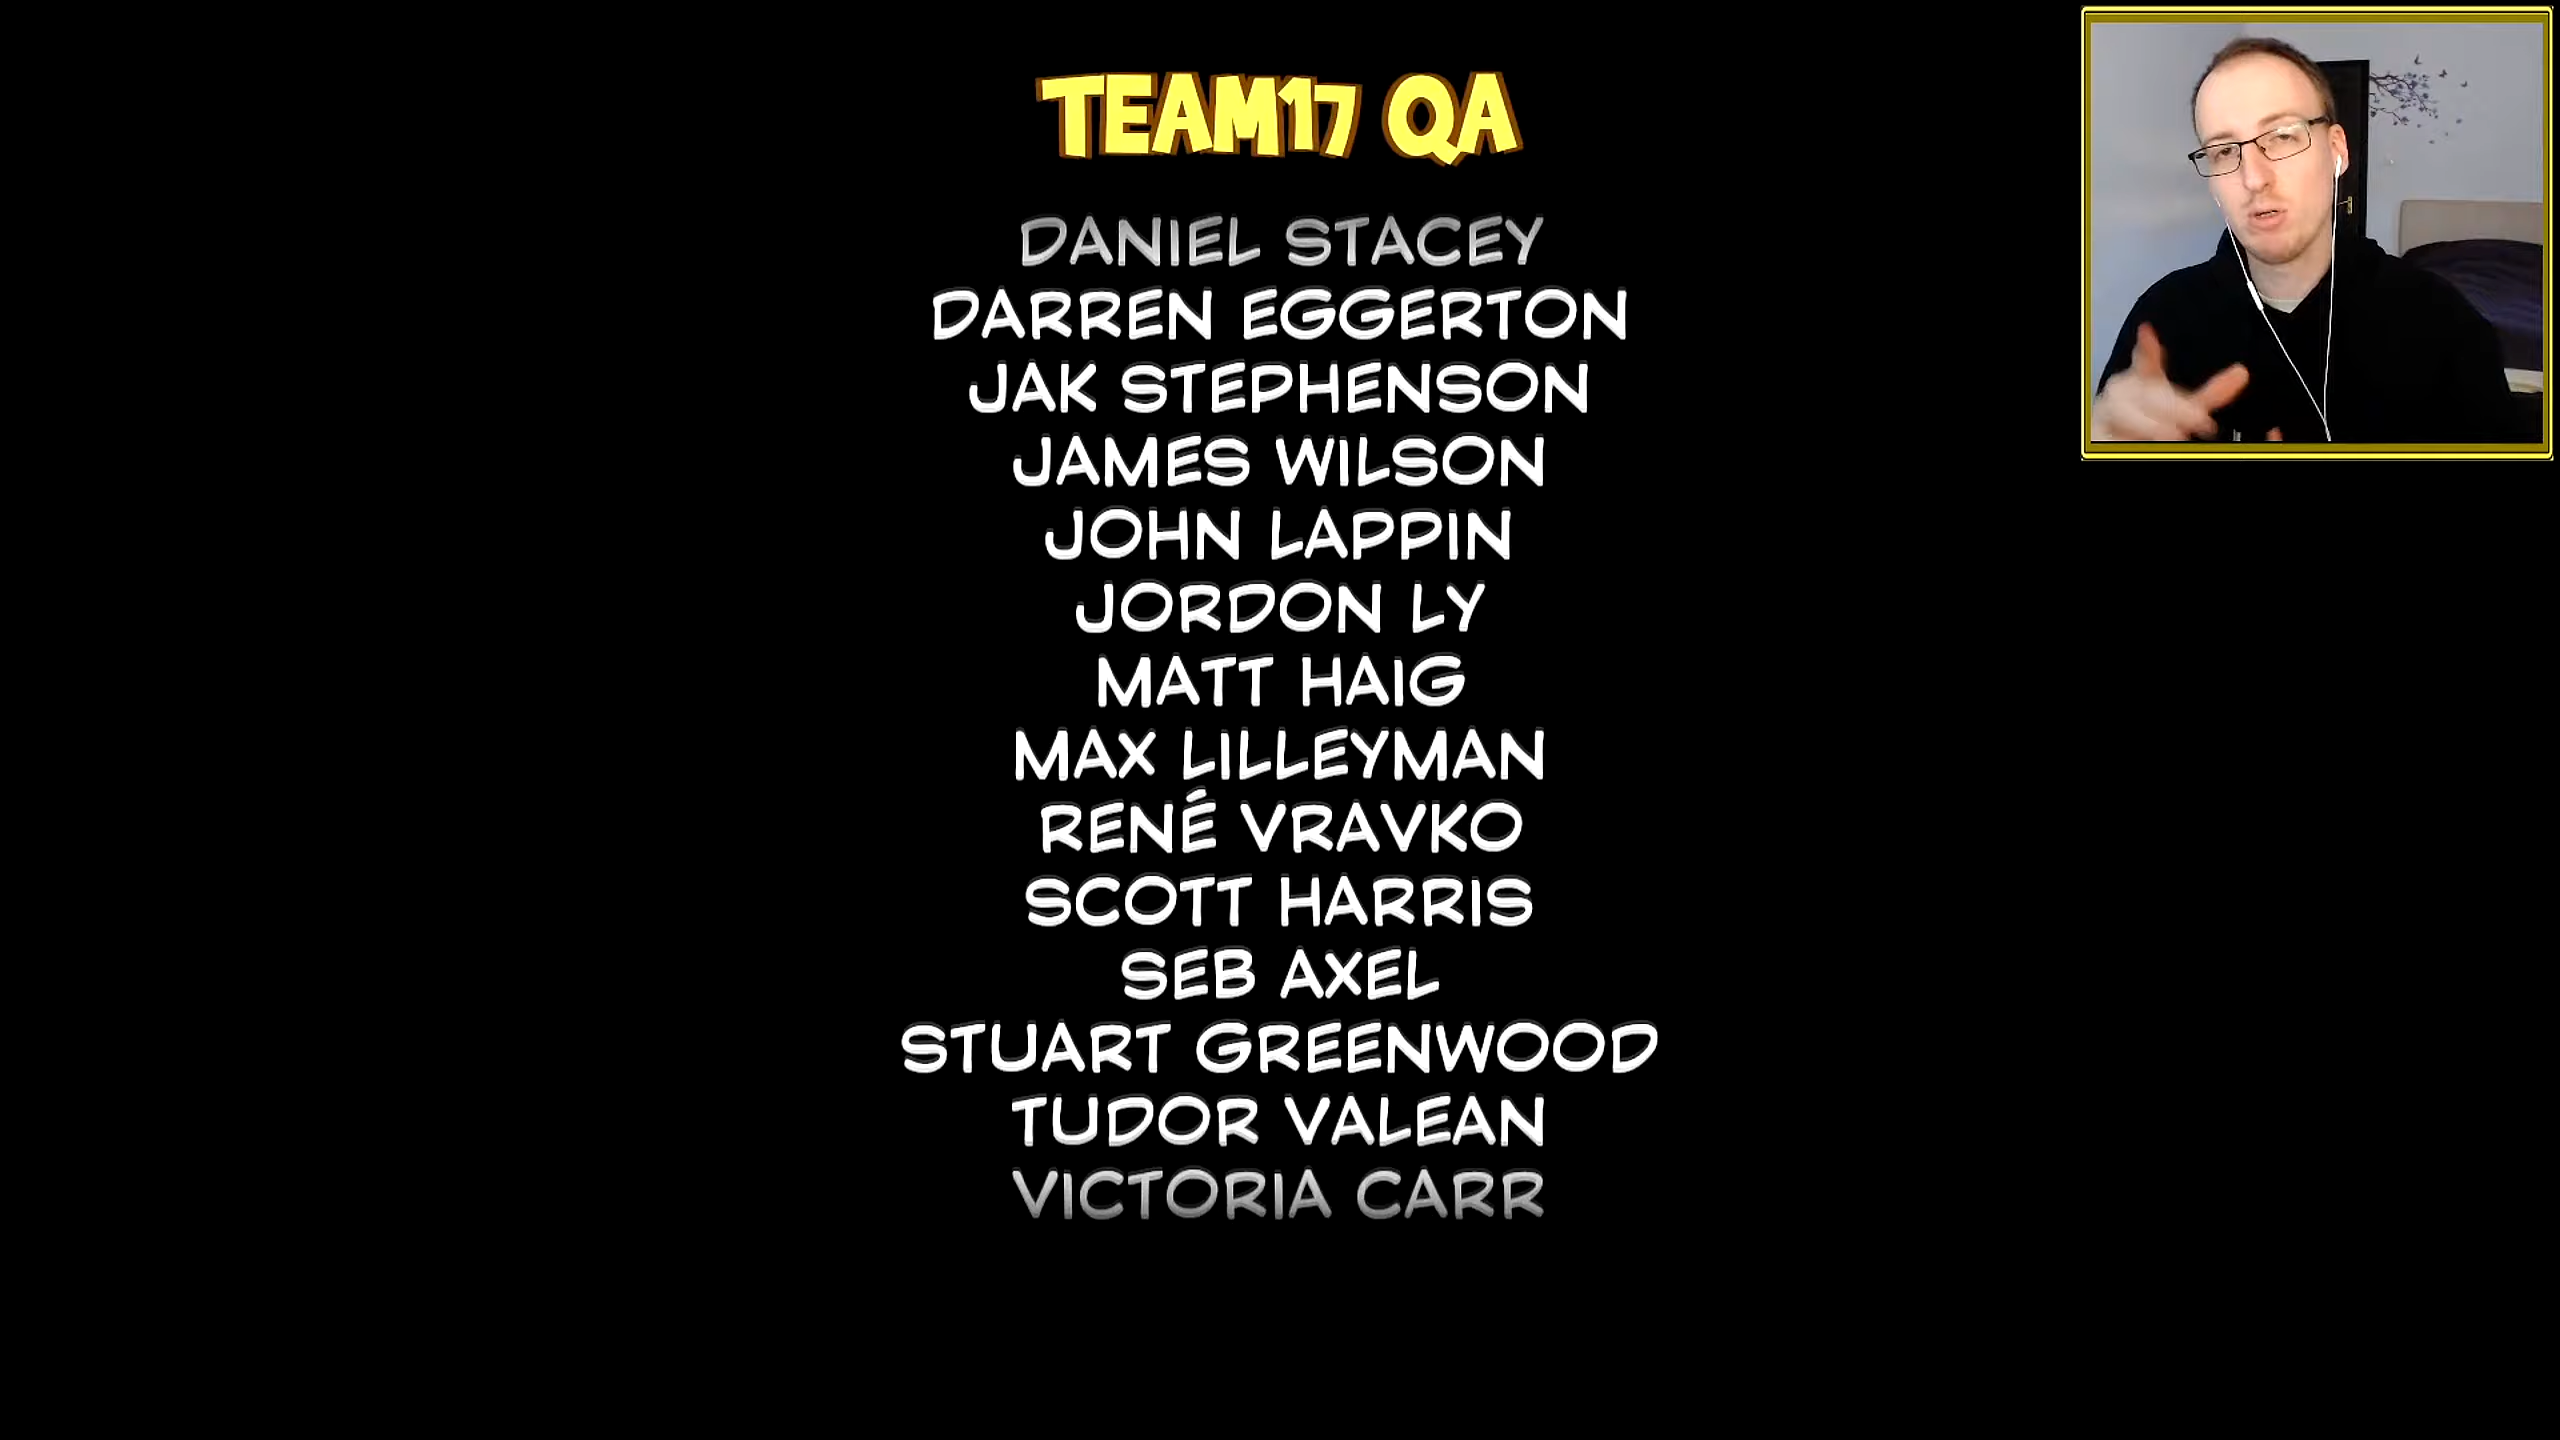 TEAM17 QA
DANIEL STACEY
DARREN EGGERTON
JAK STEPHENSON
JAMES WILSON
JOHN LAPPIN
JORDON LY
MATT HAIG
MAX LILLEYMAN
RENÉ VRAVKO
SCOTT HARRIS
SEB AXEL
STUART GREENWOOD
TUDOR VALEAN
VICTORIA CARR